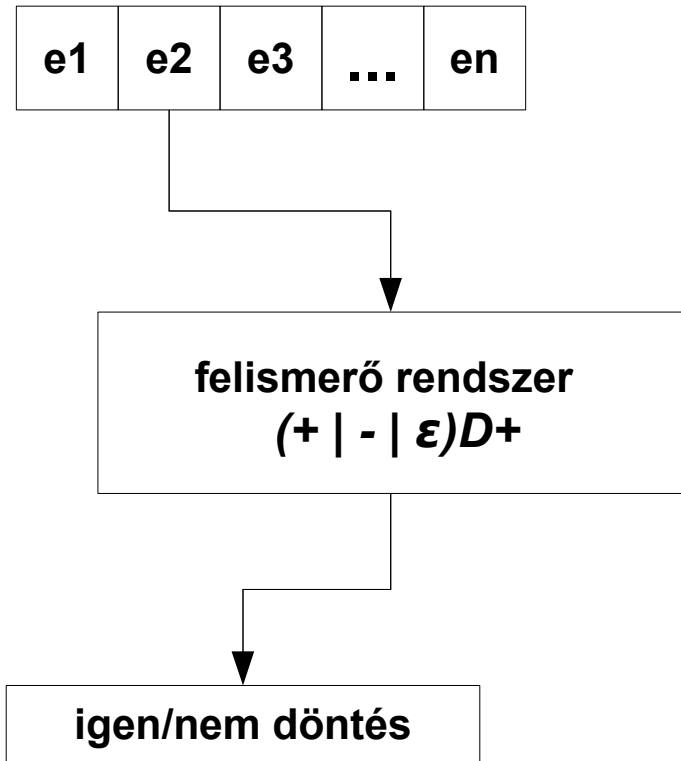 e1 e2 e3 ... en
felismerő rendszer
(+ | - | ε)D+
igen/nem döntés